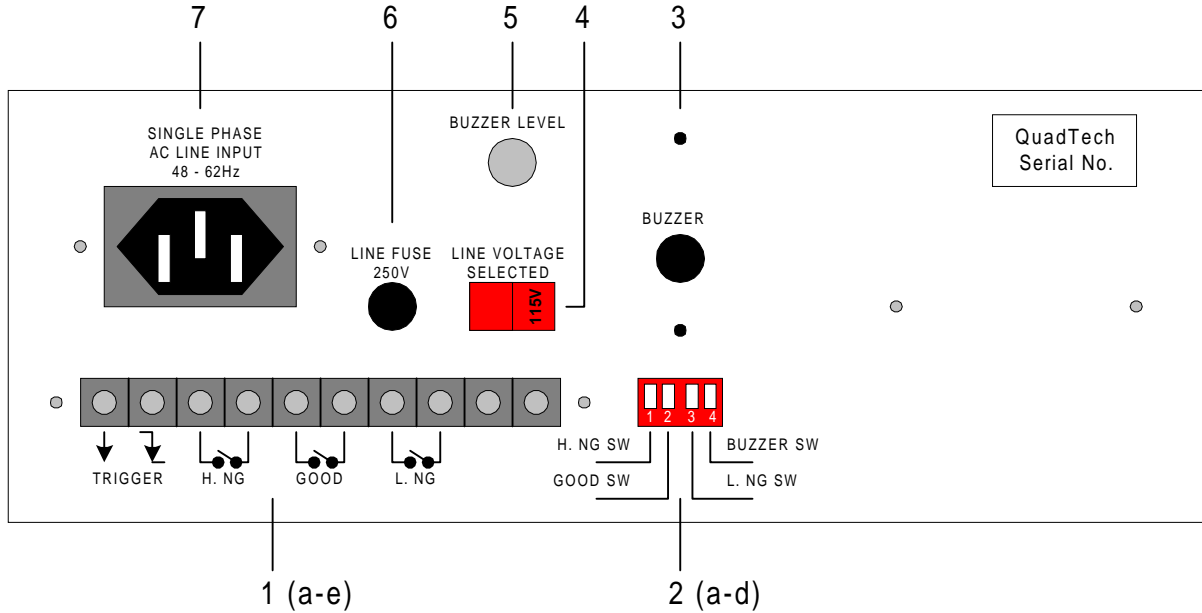 7
6
5
4
3
SINGLE PHASE
AC LINE INPUT
48 - 62Hz
BUZZER LEVEL
QuadTech
Serial No.
BUZZER
LINE FUSE
250V
LINE VOLTAGE
SELECTED
115V
1 2 3 4
TRIGGER
H. NG
GOOD
L. NG
H. NG SW
GOOD SW
BUZZER SW
L. NG SW
1 (a-e)
2 (a-d)